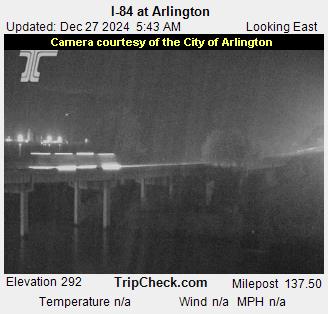 I-84 at Arlington
Updated: Dec 27 2024 5:43 AM Looking East
Camera courtesy of the City of Arlington
Elevation 292 TripCheck.com Milepost 137.50
Temperature n/a Wind n/a MPH n/a